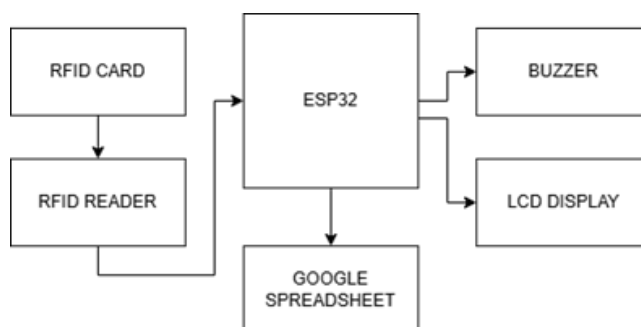 RFID CARD
RFID READER
ESP32
GOOGLE
SPREADSHEET
BUZZER
LCD DISPLAY